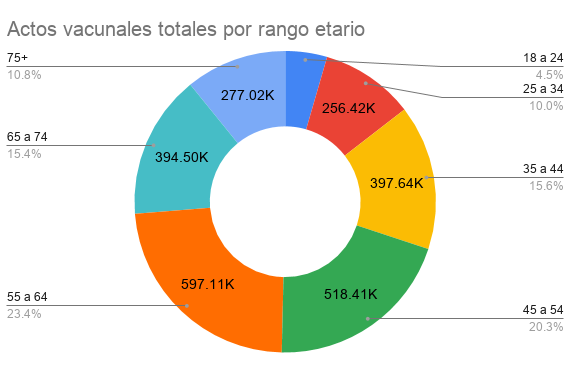 Actos vacunales totales por rango etario
75+
10.8%
18 a 24
4.5%
25 a 34
10.0%
277.02K
256.42K
65 a 74
15.4%
394.50K
35 a 44
15.6%
397.64K
597.11K
518.41K
55 a 64
23.4%
45 a 54
20.3%